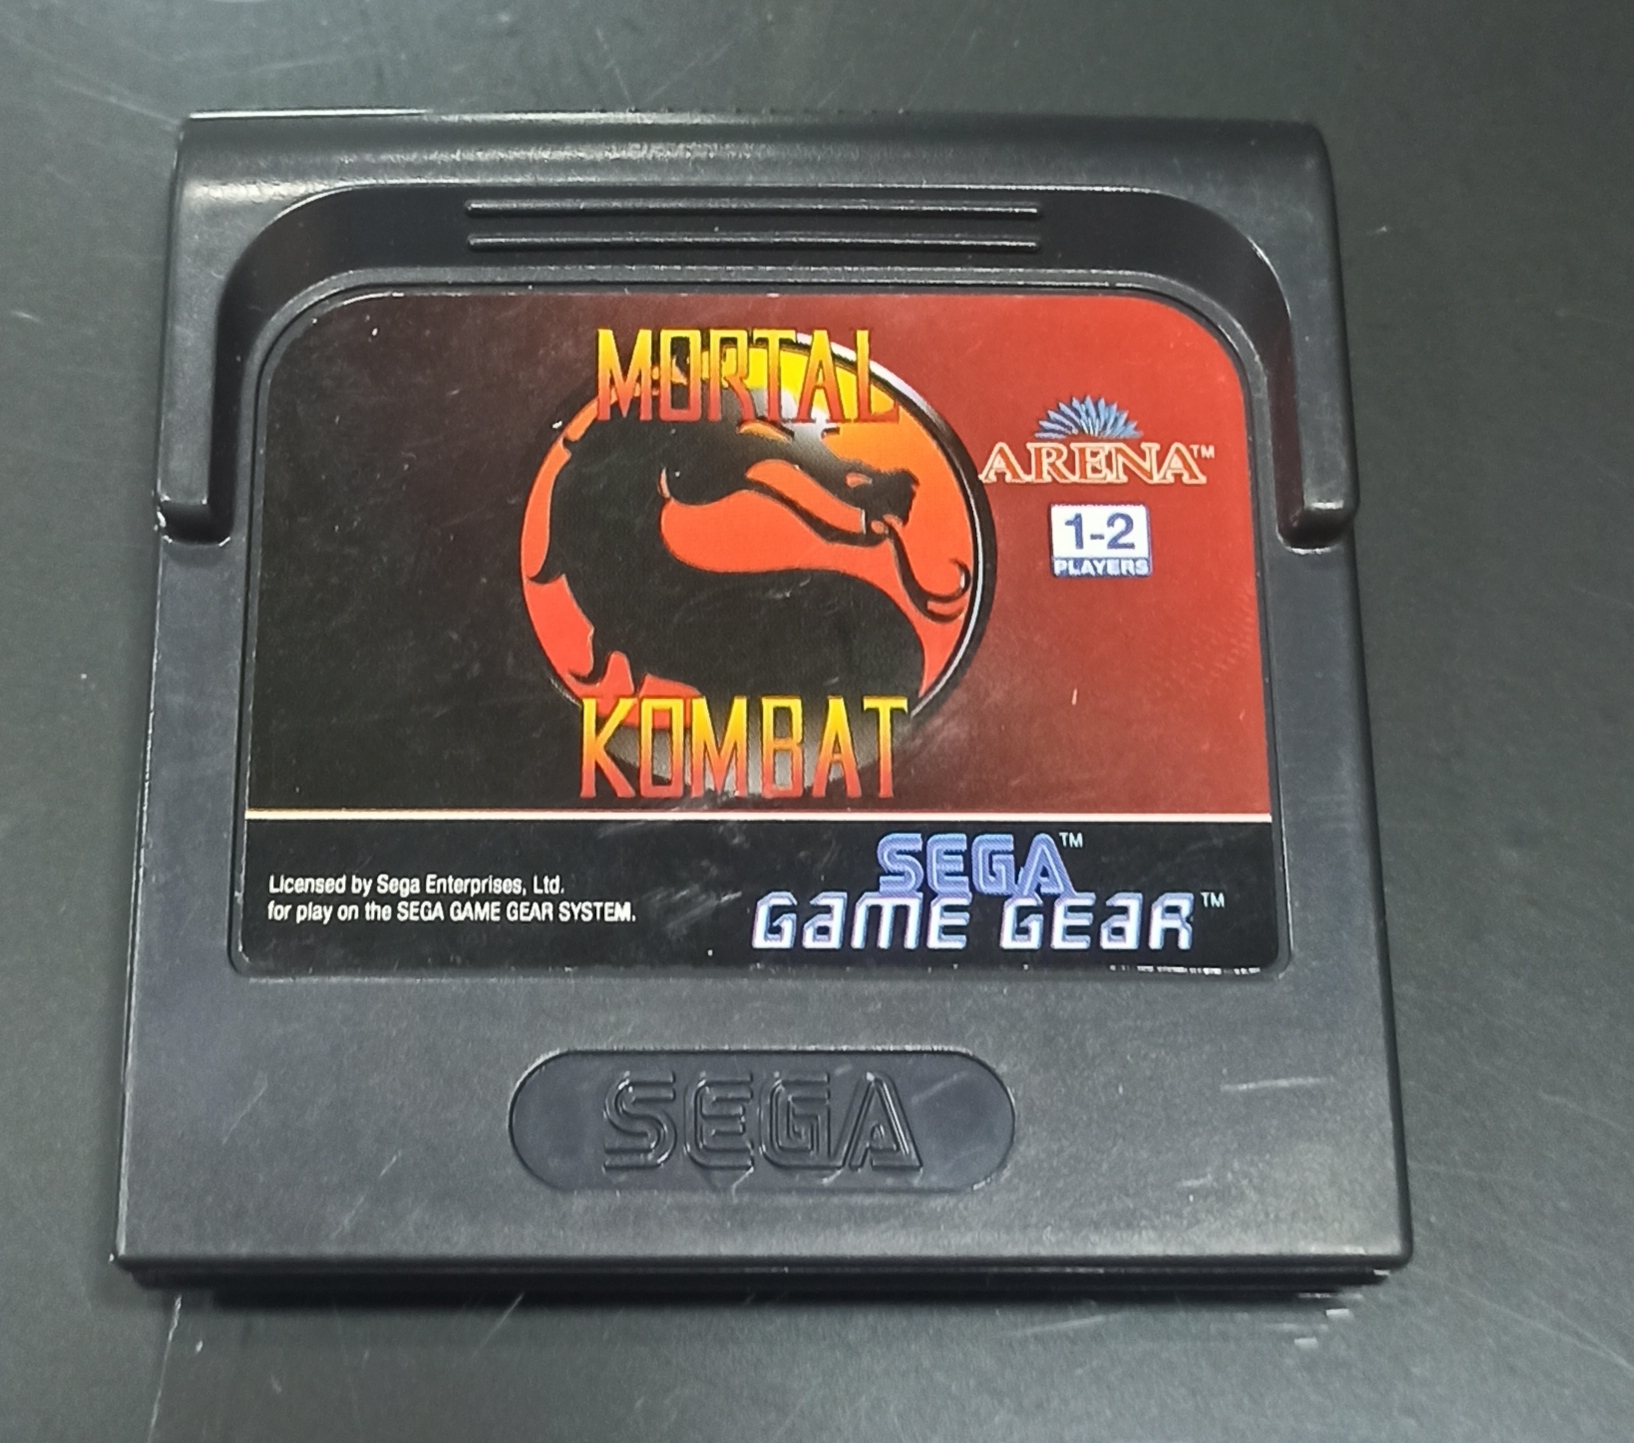 MORTAL
ARENA™
1-2
PLAYERS
KOMBAT
SEGA™
Licensed by Sega Enterprises, Ltd.
for play on the SEGA GAME GEAR SYSTEM.
GAME GEAR™
SEGA